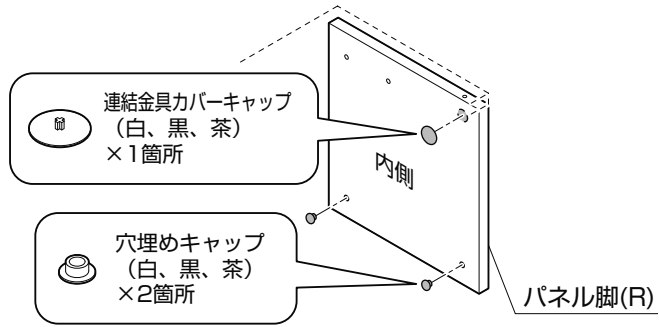 連結金具カバーキャップ
（白、黒、茶）
×1箇所
内側
穴埋めキャップ
（白、黒、茶）
×2箇所
パネル脚(R)